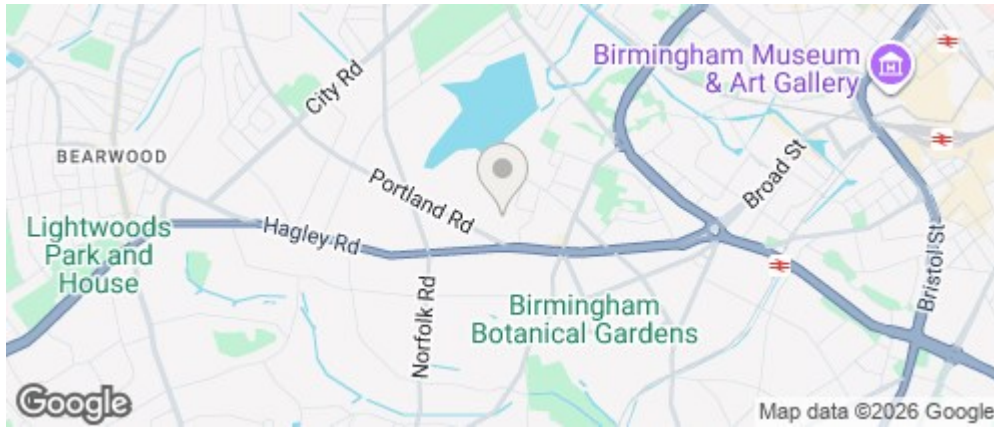 Birmingham Museum
& Art Gallery
City Rd
BEARWOOD
Broad St
Portland Rd
Lightwoods
Park and
House
Hagley Rd
Bristol St
Norfolk Rd
Birmingham
Botanical Gardens
Google
Map data ©2026 Google